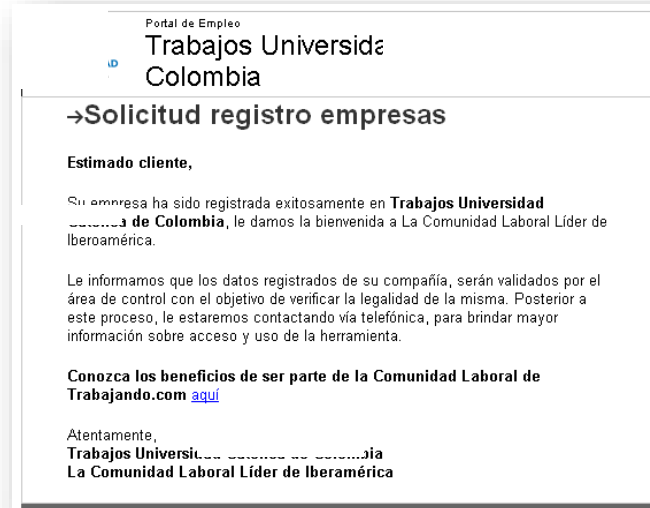 Portal de Empleo
Trabajos Universida
Colombia
→Solicitud registro empresas
Estimado cliente,
Su empresa ha sido registrada exitosamente en Trabajos Universidad
de Colombia, le damos la bienvenida a La Comunidad Laboral Líder de
Iberoamérica.
Le informamos que los datos registrados de su compañía, serán validados por el
área de control con el objetivo de verificar la legalidad de la misma. Posterior a
este proceso, le estaremos contactando vía telefónica, para brindar mayor
información sobre acceso y uso de la herramienta.
Conozca los beneficios de ser parte de la Comunidad Laboral de
Trabajando.com aquí
Atentamente,
Trabajos
La Comunidad Laboral Líder de Iberamérica